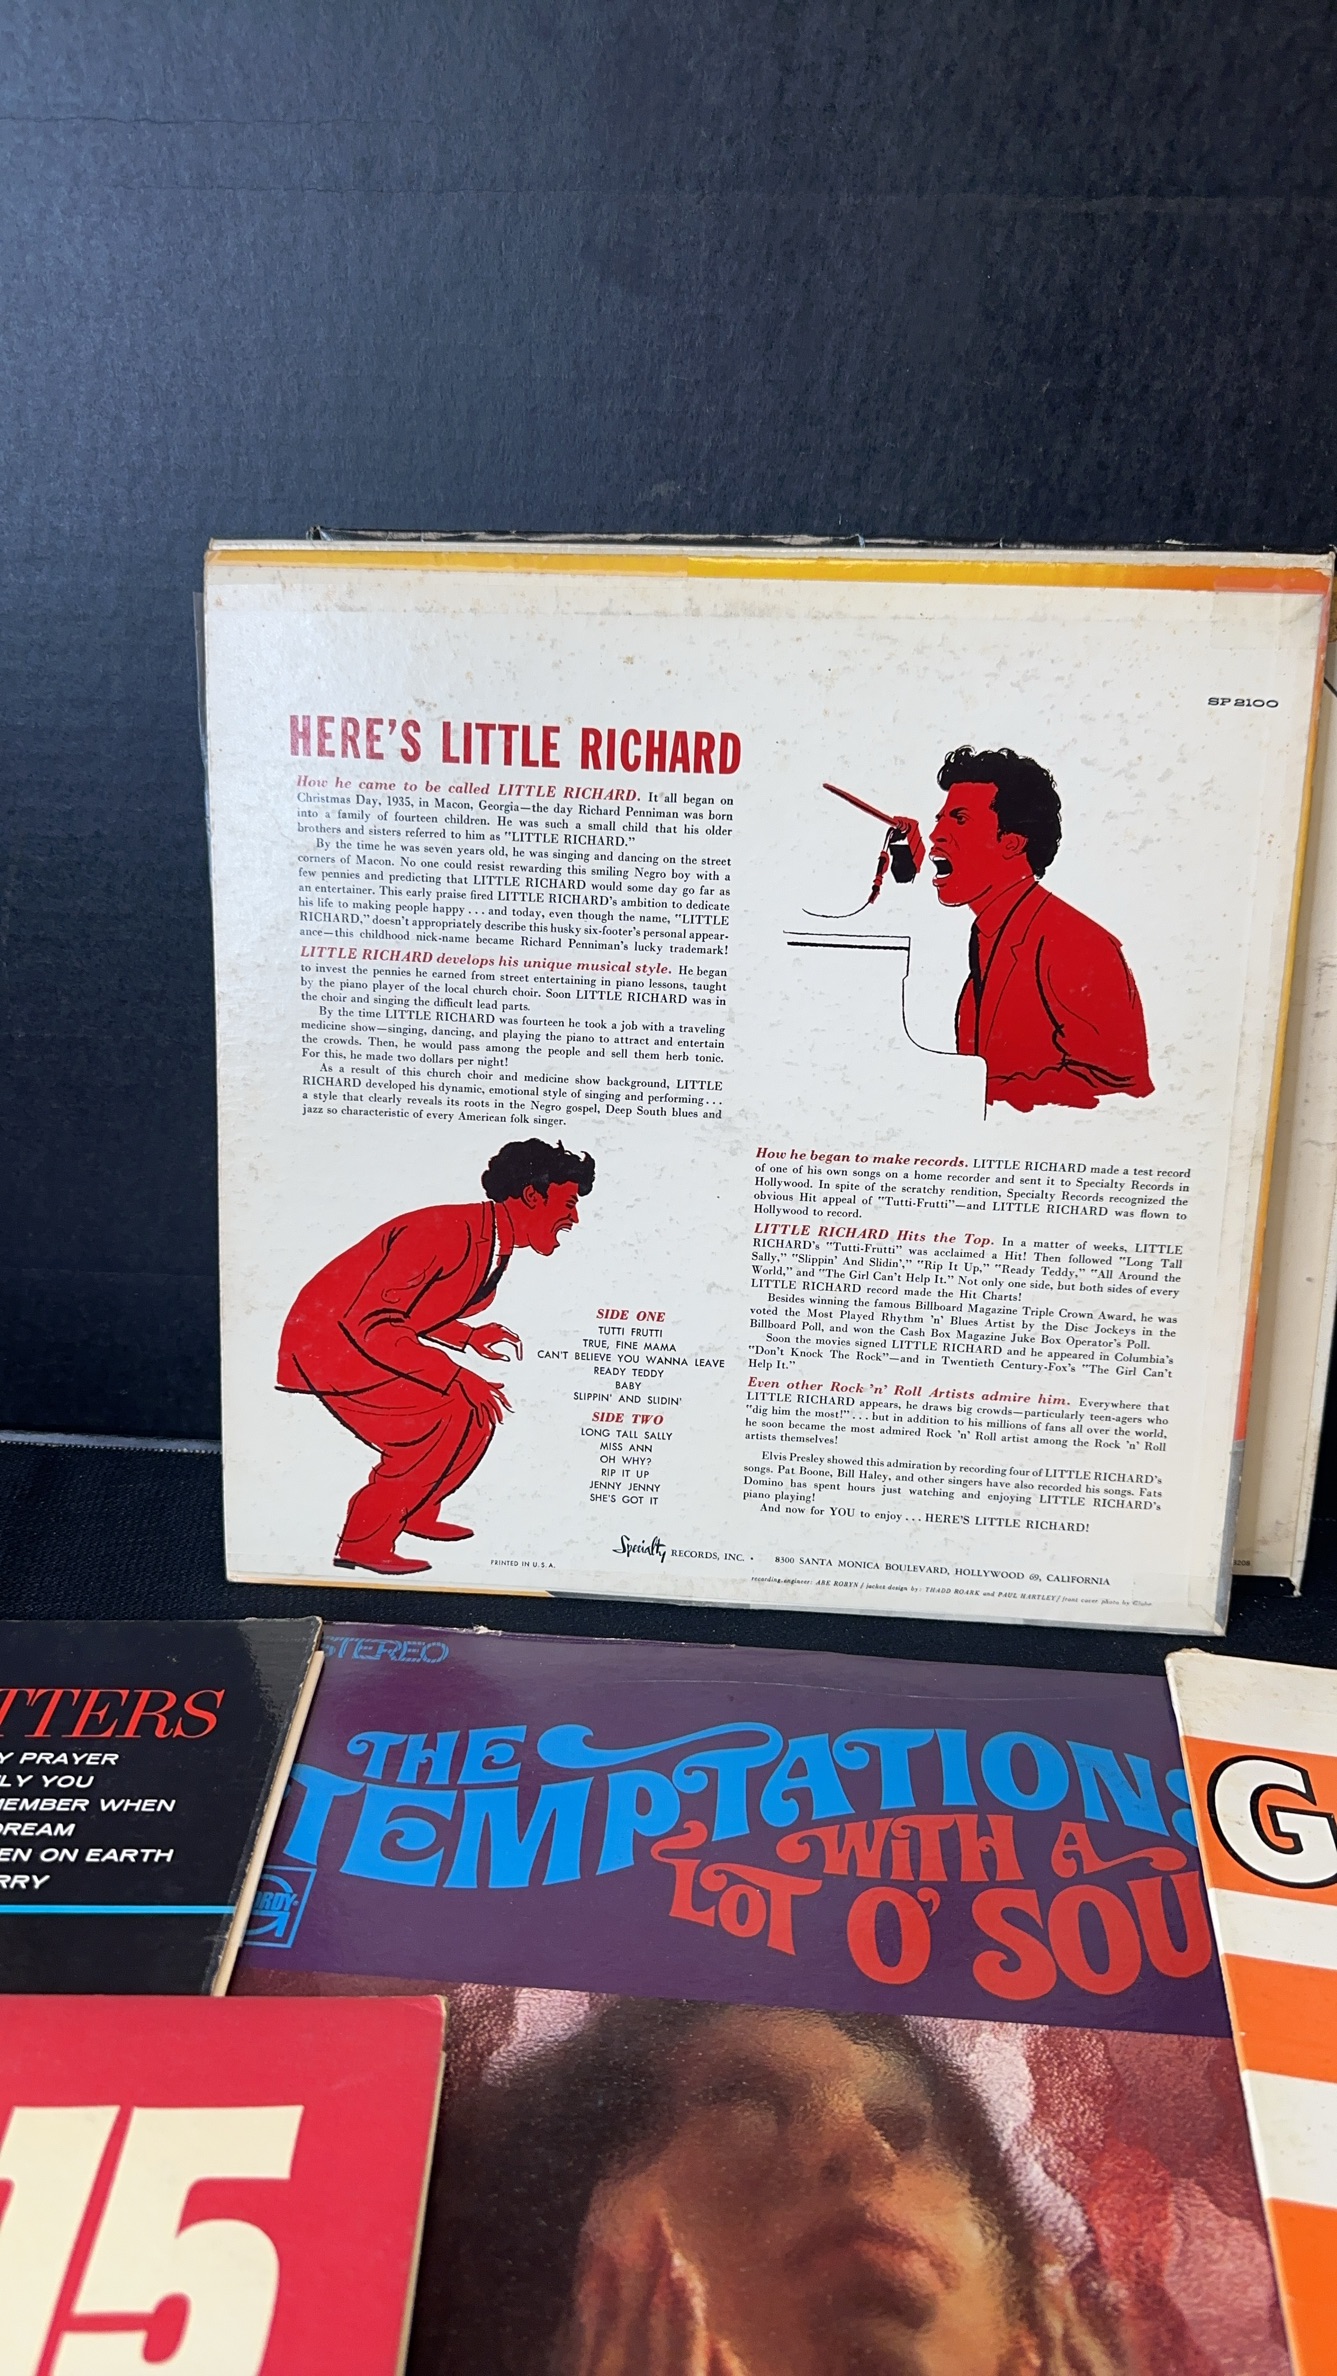 SP 2100
HERE'S LITTLE RICHARD
How he came to be called LITTLE RICHARD. It all began on
Christmas Day, 1935, in Macon, Georgia—the day Richard Penniman was born
into a family of fourteen children. He was such a small child that his older
brothers and sisters referred to him as "LITTLE RICHARD."
By the time he was seven years old, he was singing and dancing on the street
corners of Macon. No one could resist rewarding this smiling Negro boy with a
few pennies and predicting that LITTLE RICHARD would some day go far as
an entertainer. This early praise fired LITTLE RICHARD's ambition to dedicate
his life to making people happy . . . and today, even though the name, "LITTLE
RICHARD," doesn't appropriately describe this husky six-footer's personal appear-
ance—this childhood nick-name became Richard Penniman's lucky trademark!
LITTLE RICHARD develops his unique musical style. He began
to invest the pennies he earned from street entertaining in piano lessons, taught
by the piano player of the local church choir. Soon LITTLE RICHARD was in
the choir and singing the difficult lead parts.
By the time LITTLE RICHARD was fourteen he took a job with a traveling
medicine show—singing, dancing, and playing the piano to attract and entertain
the crowds. Then, he would pass among the people and sell them herb tonic.
For this, he made two dollars per night!
As a result of this church choir and medicine show background, LITTLE
RICHARD developed his dynamic, emotional style of singing and performing . . .
a style that clearly reveals its roots in the Negro gospel, Deep South blues and
jazz so characteristic of every American folk singer.
SIDE ONE
TUTTI FRUTTI
TRUE, FINE MAMA
CAN'T BELIEVE YOU WANNA LEAVE
READY TEDDY
BABY
SLIPPIN' AND SLIDIN'
SIDE TWO
LONG TALL SALLY
MISS ANN
OH WHY?
RIP IT UP
JENNY JENNY
SHE'S GOT IT
How he began to make records. LITTLE RICHARD made a test record
of one of his own songs on a home recorder and sent it to Specialty Records in
Hollywood. In spite of the scratchy rendition, Specialty Records recognized the
obvious Hit appeal of "Tutti-Frutti"—and LITTLE RICHARD was flown to
Hollywood to record.
LITTLE RICHARD Hits the Top. In a matter of weeks, LITTLE
RICHARD's "Tutti-Frutti" was acclaimed a Hit! Then followed "Long Tall
Sally," "Slippin' And Slidin'," "Rip It Up," "Ready Teddy," "All Around the
World," and "The Girl Can't Help It." Not only one side, but both sides of every
LITTLE RICHARD record made the Hit Charts!
Besides winning the famous Billboard Magazine Triple Crown Award, he was
voted the Most Played Rhythm 'n' Blues Artist by the Disc Jockeys in the
Billboard Poll, and won the Cash Box Magazine Juke Box Operator's Poll.
Soon the movies signed LITTLE RICHARD and he appeared in Columbia's
"Don't Knock The Rock"—and in Twentieth Century-Fox's "The Girl Can't
Help It."
Even other Rock 'n' Roll Artists admire him. Everywhere that
LITTLE RICHARD appears, he draws big crowds—particularly teen-agers who
"dig him the most!" . . . but in addition to his millions of fans all over the world,
he soon became the most admired Rock 'n' Roll artist among the Rock 'n' Roll
artists themselves!
Elvis Presley showed this admiration by recording four of LITTLE RICHARD's
songs. Pat Boone, Bill Haley, and other singers have also recorded his songs. Fats
Domino has spent hours just watching and enjoying LITTLE RICHARD's
piano playing!
And now for YOU to enjoy . . . HERE'S LITTLE RICHARD!
PRINTED IN U. S. A.
Specialty RECORDS, INC. • 8300 SANTA MONICA BOULEVARD, HOLLYWOOD 69, CALIFORNIA
recording engineer: ABE ROBYN / jacket design by: THADD ROARK and PAUL HARTLEY / front cover photo by
3208
TTERS
Y PRAYER
LY YOU
MEMBER WHEN
DREAM
EN ON EARTH
RRY
STEREO
THE
TEMPTATIONS
WITH A
LOT O' SOU
ORDY
G
15